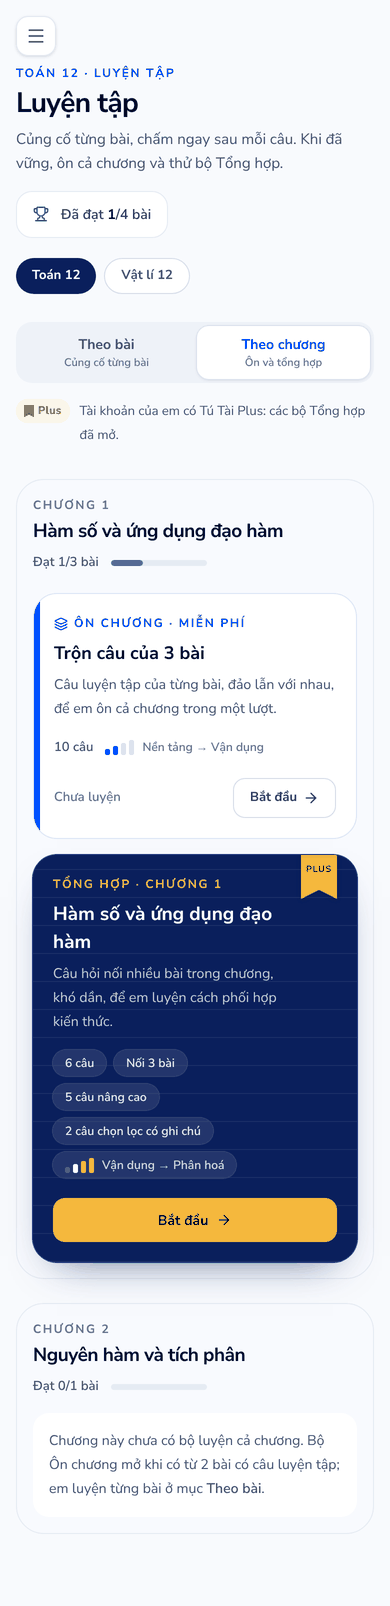 TOÁN 12 · LUYỆN TẬP
Luyện tập
Củng cố từng bài, chấm ngay sau mỗi câu. Khi đã
vững, ôn cả chương và thử bộ Tổng hợp.
Đã đạt 1/4 bài
Toán 12
Vật lí 12
Theo bài
Củng cố từng bài
Theo chương
Ôn và tổng hợp
Plus
Tài khoản của em có Tú Tài Plus: các bộ Tổng hợp
đã mở.
CHƯƠNG 1
Hàm số và ứng dụng đạo hàm
Đạt 1/3 bài
ÔN CHƯƠNG · MIỄN PHÍ
Trộn câu của 3 bài
Câu luyện tập của từng bài, đảo lẫn với nhau,
để em ôn cả chương trong một lượt.
10 câu
Nền tảng → Vận dụng
Chưa luyện
Bắt đầu →
PLUS
TỔNG HỢP · CHƯƠNG 1
Hàm số và ứng dụng đạo
hàm
Câu hỏi nối nhiều bài trong chương,
khó dần, để em luyện cách phối hợp
kiến thức.
6 câu
Nối 3 bài
5 câu nâng cao
2 câu chọn lọc có ghi chú
Vận dụng → Phân hoá
Bắt đầu →
CHƯƠNG 2
Nguyên hàm và tích phân
Đạt 0/1 bài
Chương này chưa có bộ luyện cả chương. Bộ
Ôn chương mở khi có từ 2 bài có câu luyện tập;
em luyện từng bài ở mục Theo bài.